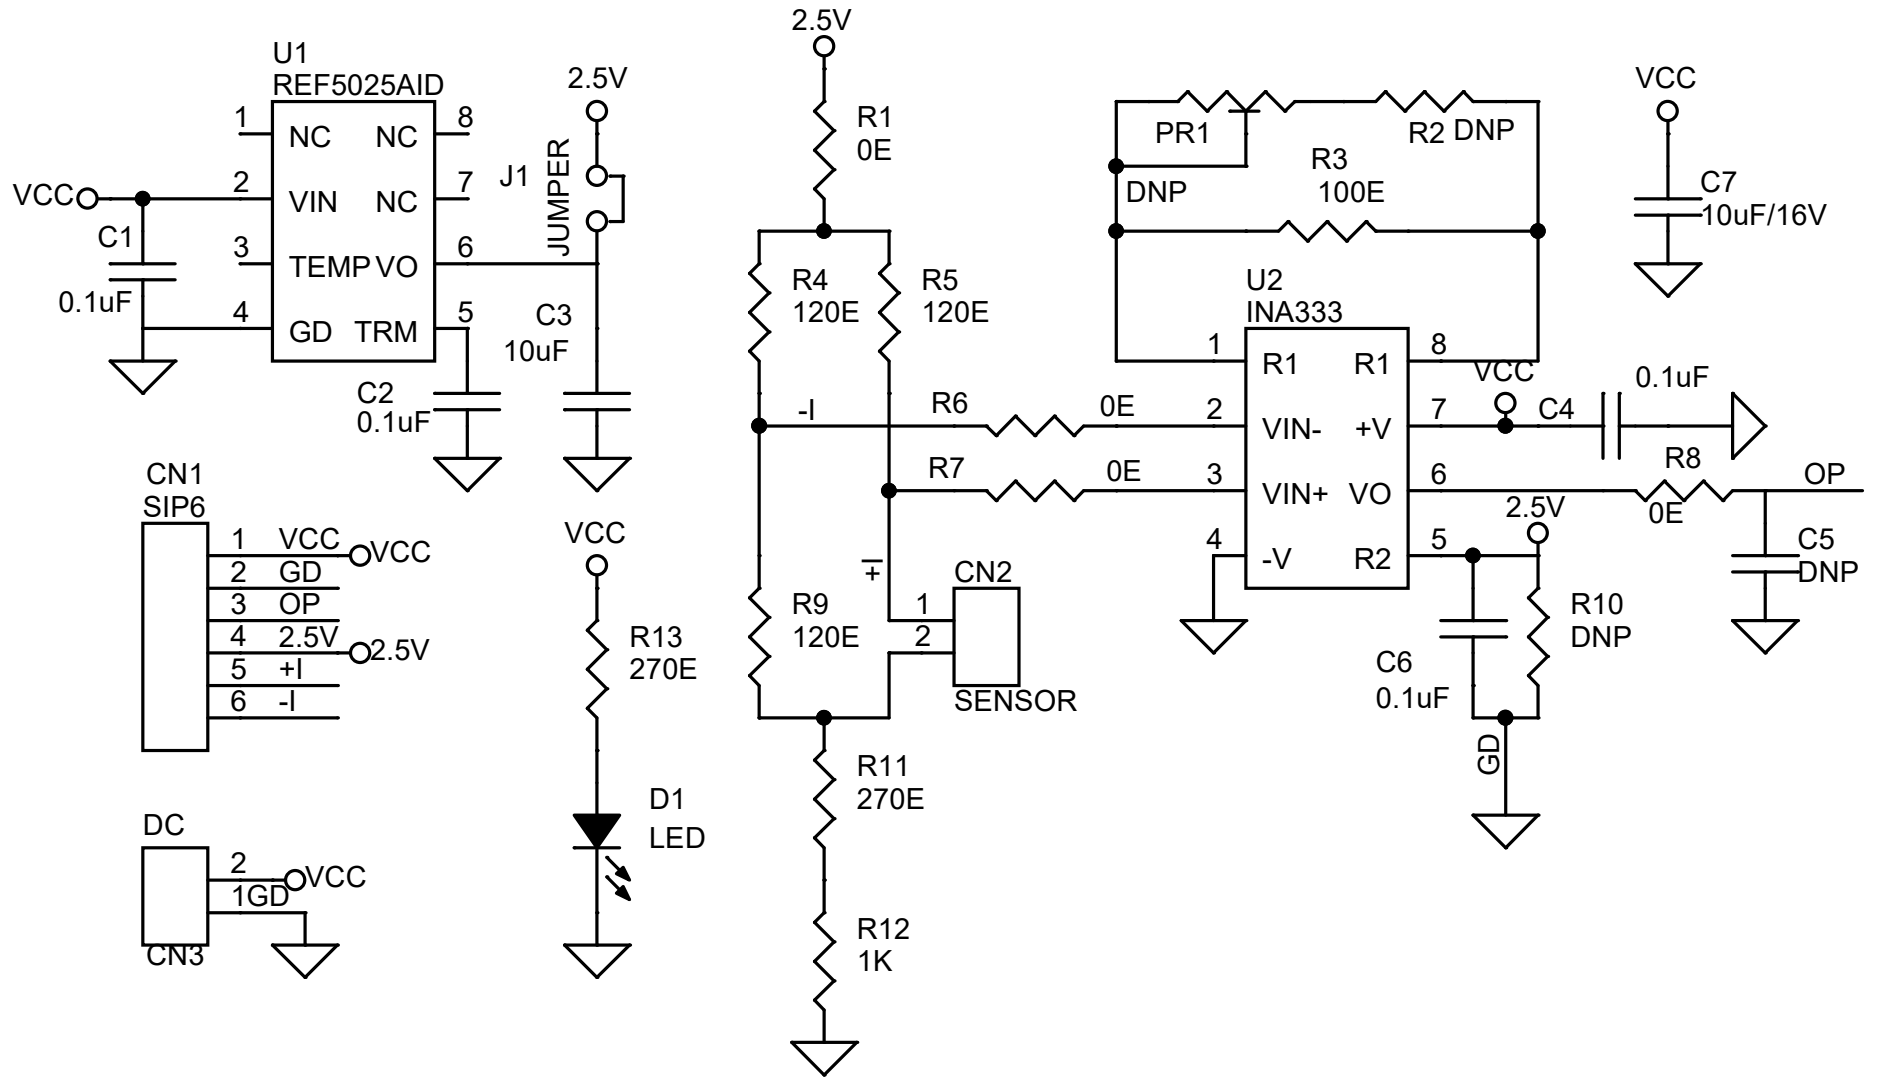 U1
REF5025AID
1
NC
NC
8
VCC
2
VIN
NC
7
C1
0.1uF
3
TEMP
VO
6
4
GD
TRM
5
C2
0.1uF
2.5V
J1
JUMPER
C3
10uF
CN1
SIP6
1
VCC
VCC
2
GD
3
OP
4
2.5V
2.5V
5
+I
6
-I
DC
2
VCC
1
GD
CN3
VCC
R13
270E
D1
LED
2.5V
R1
0E
R4
120E
R5
120E
-I
R6
0E
R7
0E
+I
CN2
1
2
SENSOR
R9
120E
R11
270E
R12
1K
PR1
DNP
R2
DNP
R3
100E
U2
INA333
1
R1
R1
8
2
VIN-
+V
7
3
VIN+
VO
6
4
-V
R2
5
VCC
C4
0.1uF
R8
0E
OP
2.5V
C5
DNP
R10
DNP
C6
0.1uF
GD
VCC
C7
10uF/16V